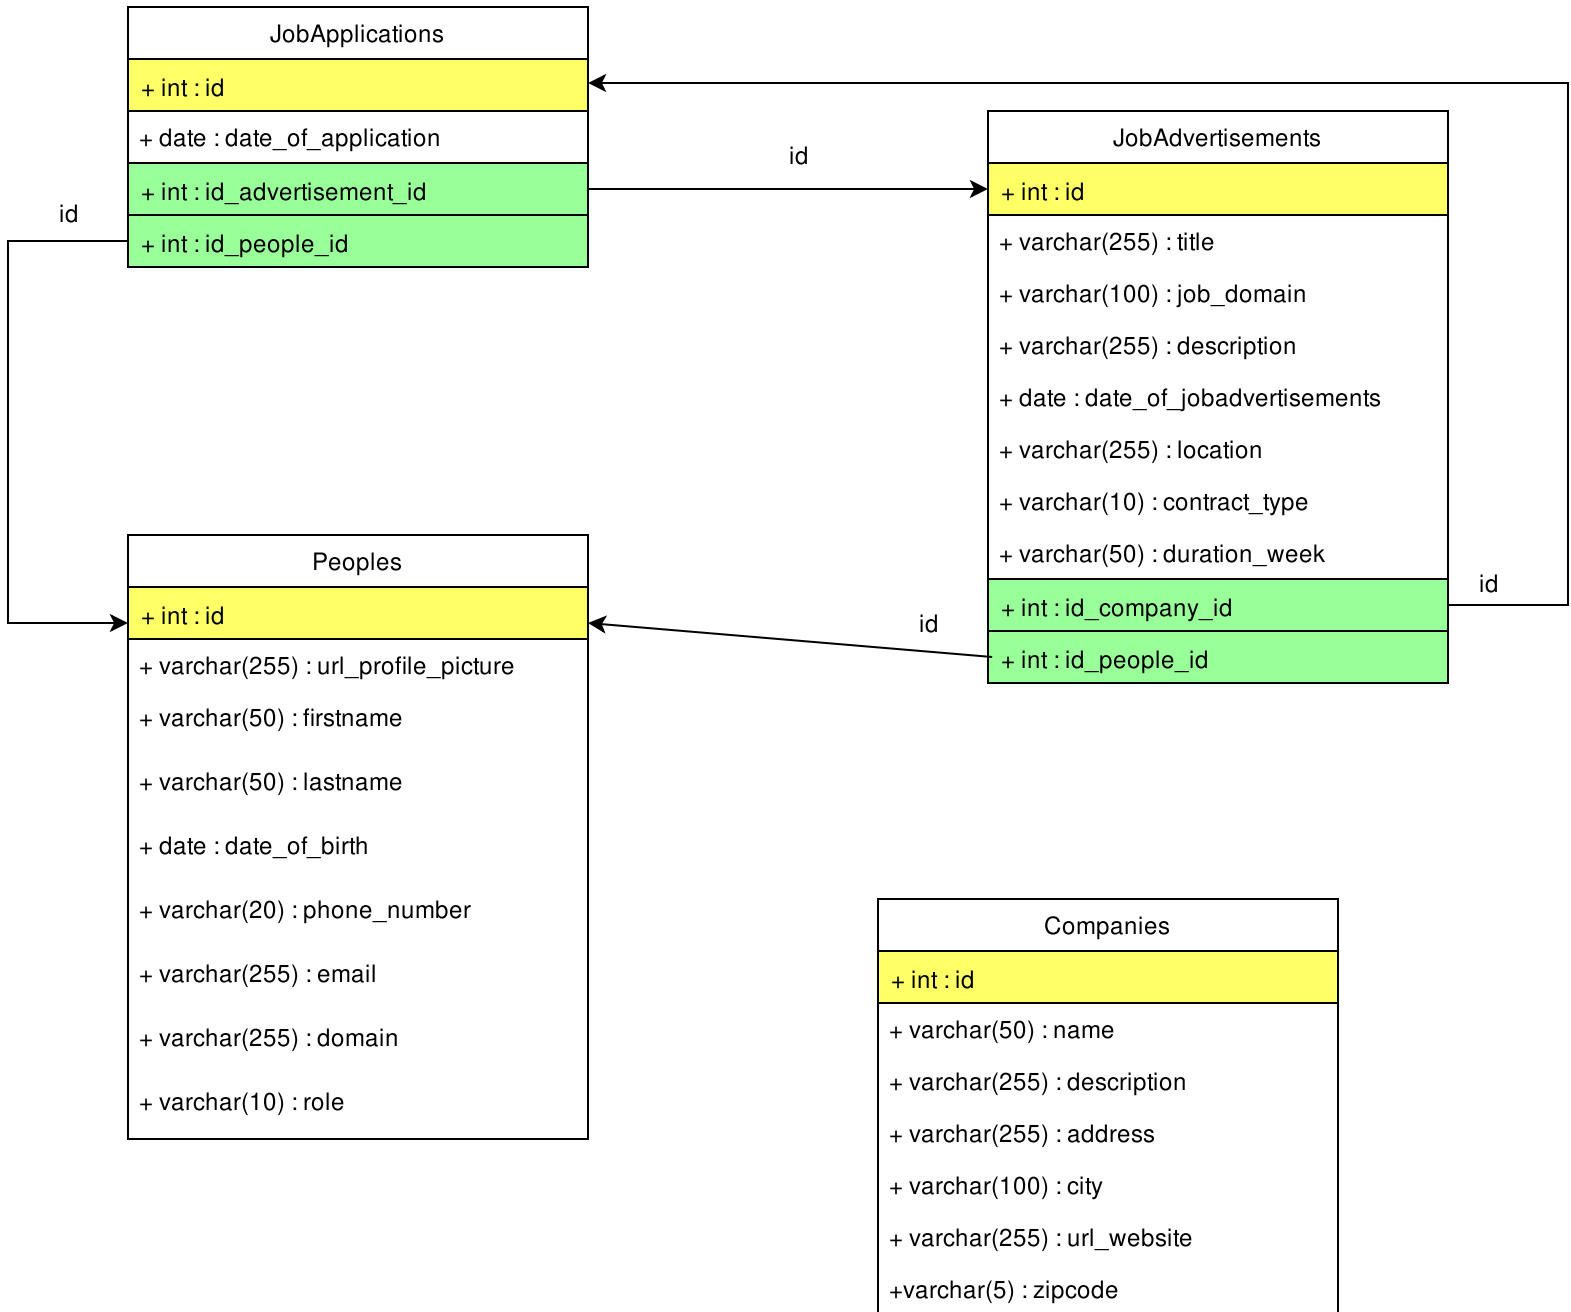 JobApplications
+ int : id
+ date : date_of_application
+ int : id_advertisement_id
+ int : id_people_id
id
id
JobAdvertisements
+ int : id
+ varchar(255) : title
+ varchar(100) : job_domain
+ varchar(255) : description
+ date : date_of_jobadvertisements
+ varchar(255) : location
+ varchar(10) : contract_type
+ varchar(50) : duration_week
+ int : id_company_id
+ int : id_people_id
id
id
Peoples
+ int : id
+ varchar(255) : url_profile_picture
+ varchar(50) : firstname
+ varchar(50) : lastname
+ date : date_of_birth
+ varchar(20) : phone_number
+ varchar(255) : email
+ varchar(255) : domain
+ varchar(10) : role
Companies
+ int : id
+ varchar(50) : name
+ varchar(255) : description
+ varchar(255) : address
+ varchar(100) : city
+ varchar(255) : url_website
+varchar(5) : zipcode